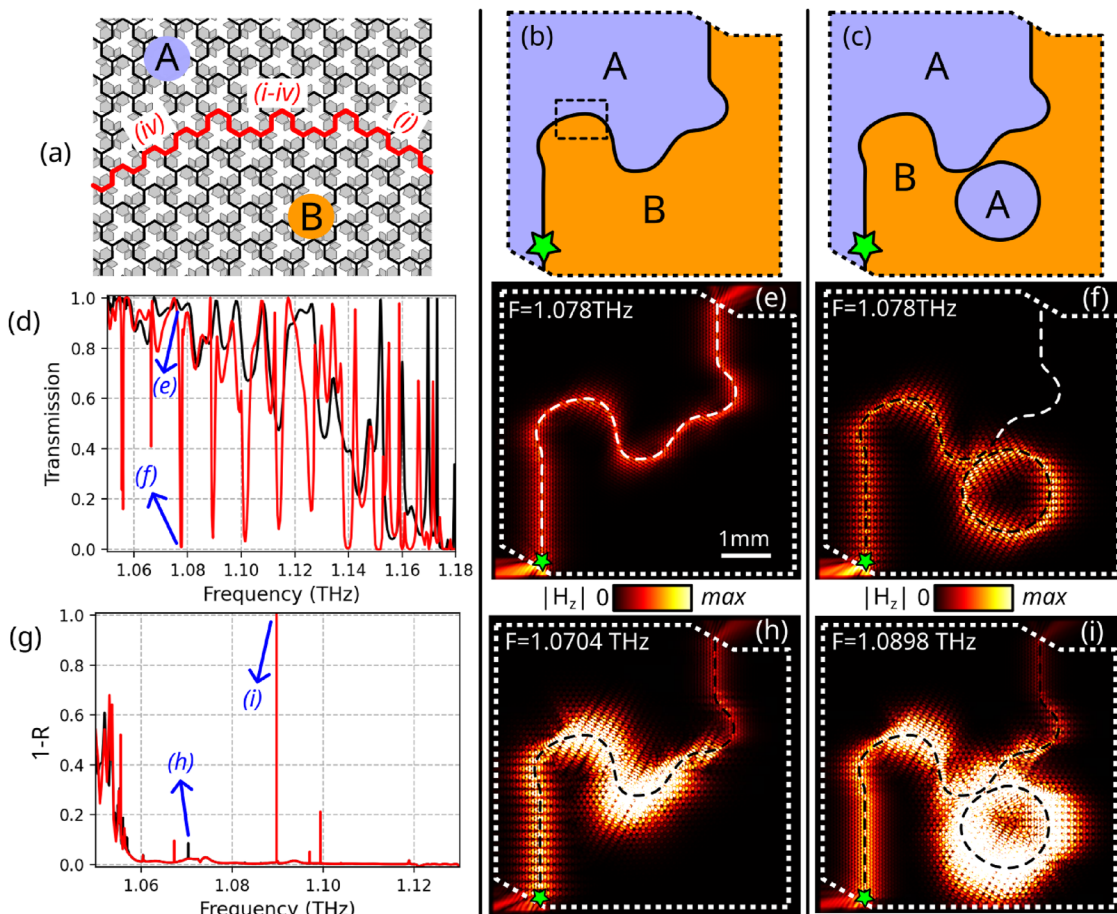 (a)
A
(i-iv)
(iv)
(i)
B
(b)
A
B
(c)
A
B
A
(d)
Transmission
1.0
0.8
0.6
0.4
0.2
0.0
(e)
(f)
1.06 1.08 1.10 1.12 1.14 1.16 1.18
Frequency (THz)
F=1.078THz
(e)
1mm
F=1.078THz
(f)
|Hz| 0 max
|Hz| 0 max
(g)
1-R
1.0
0.8
0.6
0.4
0.2
0.0
(i)
(h)
1.06 1.08 1.10 1.12
Frequency (THz)
F=1.0704 THz
(h)
F=1.0898 THz
(i)